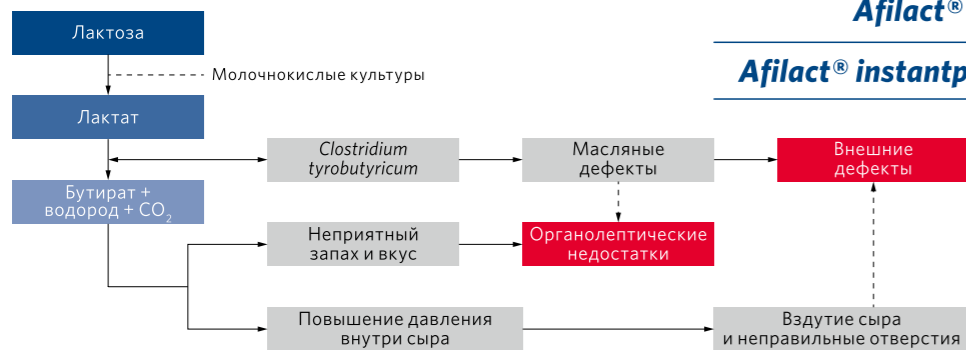 Afilact®
Лактоза
Afilact® instantp
Молочнокислые культуры
Лактат
Clostridium
tyrobutyricum
Масляные
дефекты
Внешние
дефекты
Бутират +
водород + CO₂
Неприятный
запах и вкус
Органолептические
недостатки
Повышение давления
внутри сыра
Вздутие сыра
и неправильные отверстия